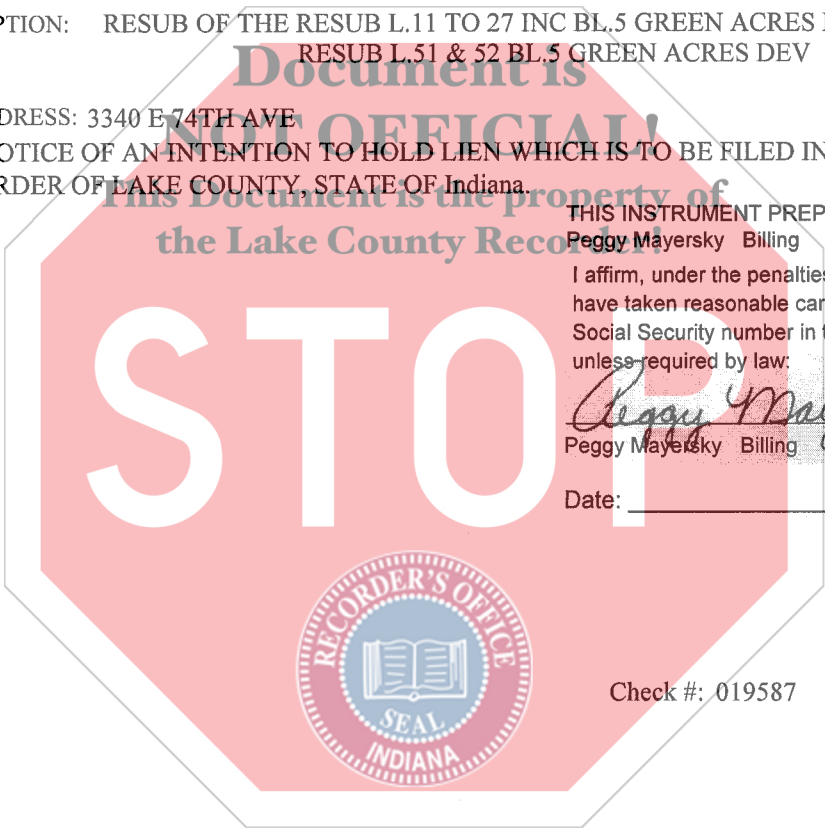 PTION: RESUB OF THE RESUB L.11 TO 27 INC BL.5 GREEN ACRES
RESUB L.51 & 52 BL.5 GREEN ACRES DEV
Document is
DRESS: 3340 E 74TH AVE
NOT OFFICIAL!
OTICE OF AN INTENTION TO HOLD LIEN WHICH IS TO BE FILED IN
RDER OF LAKE COUNTY, STATE OF Indiana.
This Document is the property of
the Lake County Recorder!
THIS INSTRUMENT PREP
Peggy Mayersky Billing
I affirm, under the penalties
have taken reasonable car
Social Security number in t
unless required by law:
Peggy Ma
Peggy Mayersky Billing
Date:
STOP
RECORDER'S OFFICE
SEAL
INDIANA
Check #: 019587